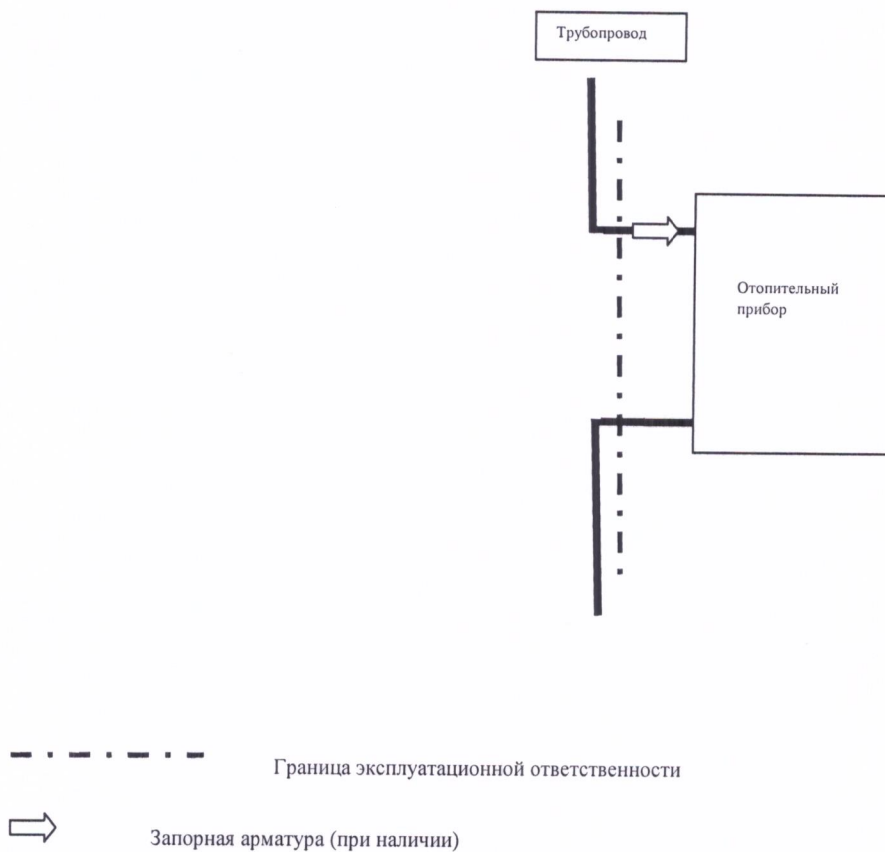 Трубопровод
Отопительный
прибор
Граница эксплуатационной ответственности
Запорная арматура (при наличии)